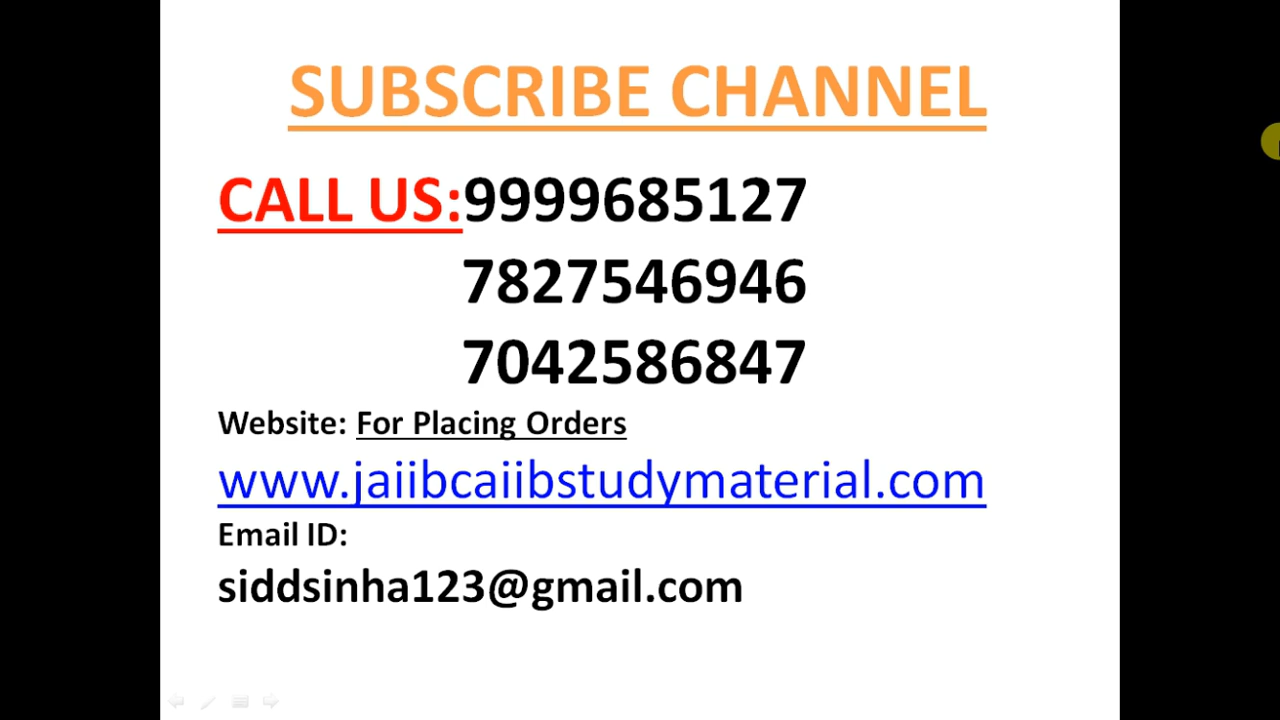 SUBSCRIBE CHANNEL
CALL US:9999685127
7827546946
7042586847
Website: For Placing Orders
www.jaiibcaiibstudymaterial.com
Email ID:
siddsinha123@gmail.com